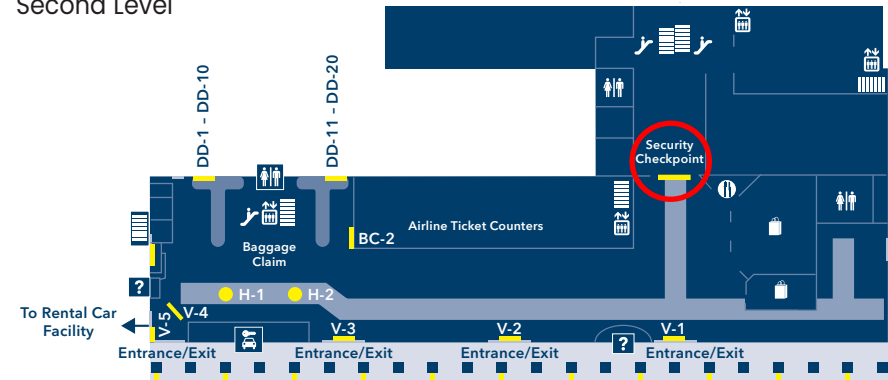 Second Level
DD-1 - DD-10
DD-11 - DD-20
Security
Checkpoint
BC-2
Airline Ticket Counters
Baggage
Claim
?
H-1
H-2
To Rental Car
Facility
V-5
V-4
V-3
V-2
?
V-1
Entrance/Exit
Entrance/Exit
Entrance/Exit
Entrance/Exit